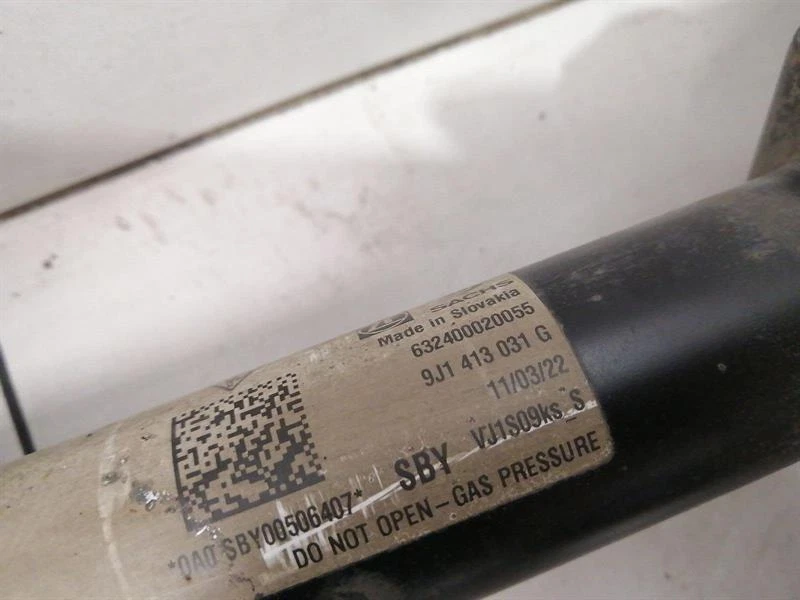 SACHS
Made in Slovakia
632400020055
9J1 413 031 G
11/03/22
SBY VJ1S09ks_S
*0A0 SBY00506407*
DO NOT OPEN - GAS PRESSURE